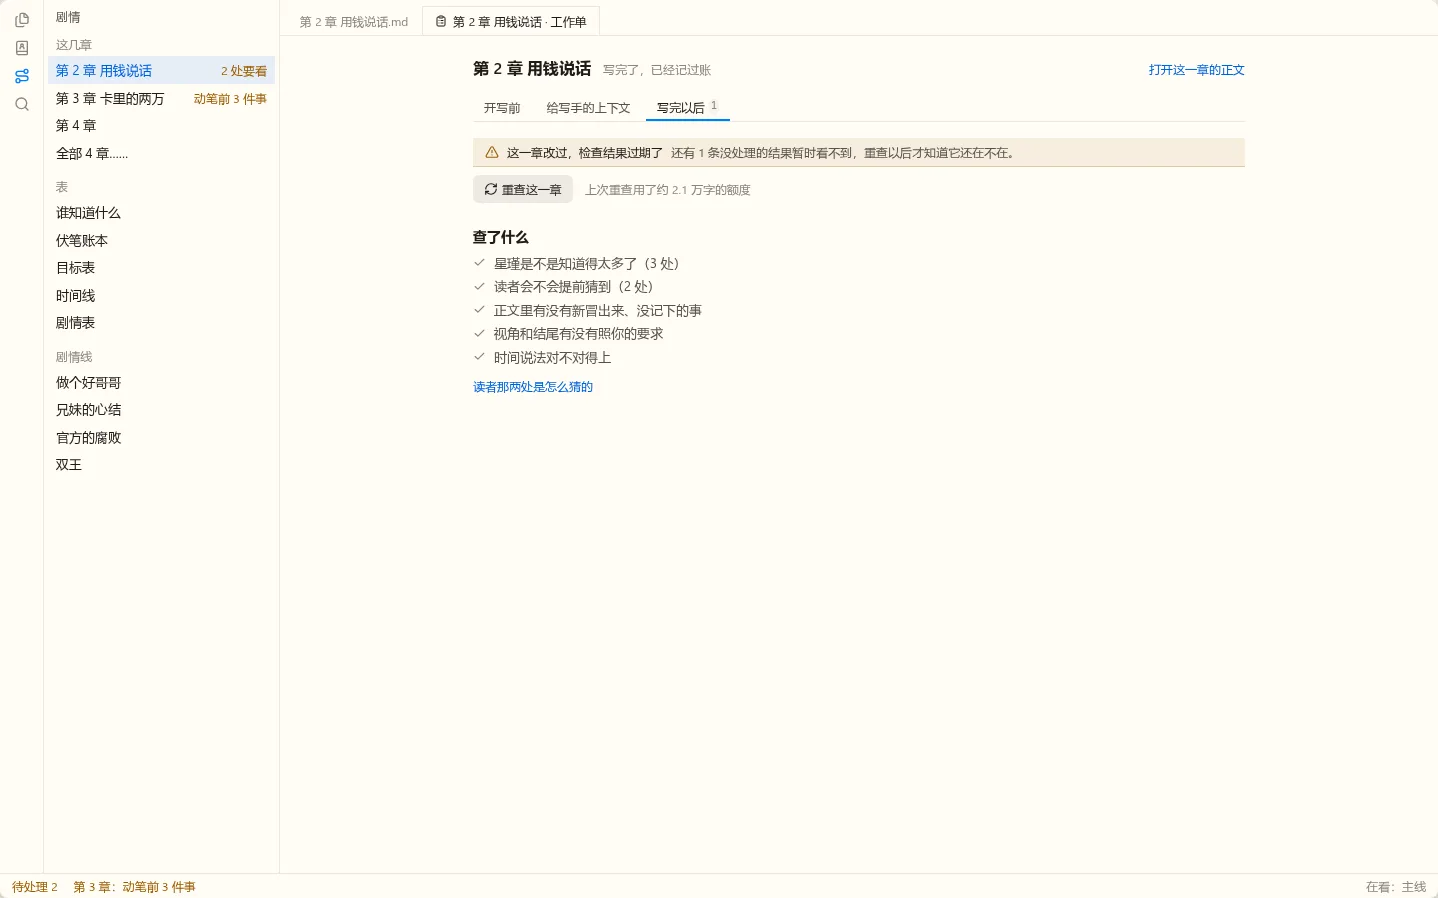 剧情
这几章
第 2 章 用钱说话 2 处要看
第 3 章 卡里的两万 动笔前 3 件事
第 4 章
全部 4 章……
表
谁知道什么
伏笔账本
目标表
时间线
剧情表
剧情线
做个好哥哥
兄妹的心结
官方的腐败
双王
第 2 章 用钱说话.md
第 2 章 用钱说话 · 工作单
第 2 章 用钱说话 写完了，已经记过账
打开这一章的正文
开写前 给写手的上下文 写完以后 1
这一章改过，检查结果过期了 还有 1 条没处理的结果暂时看不到，重查以后才知道它还在不在。
重查这一章 上次重查用了约 2.1 万字的额度
查了什么
星瑾是不是知道得太多了（3 处）
读者会不会提前猜到（2 处）
正文里有没有新冒出来、没记下的事
视角和结尾有没有照你的要求
时间说法对不对得上
读者那两处是怎么猜的
待处理 2 第 3 章：动笔前 3 件事
在看：主线